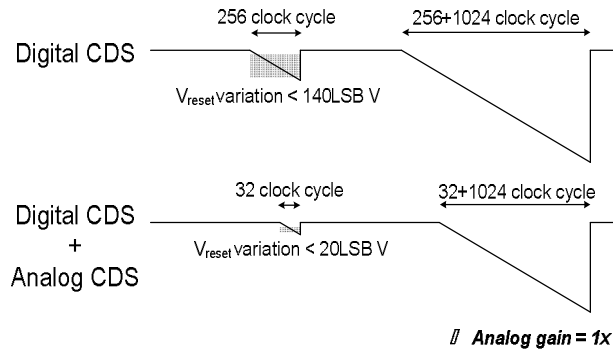 256 clock cycle
256+1024 clock cycle
Digital CDS
Vreset variation < 140LSB V
32 clock cycle
32+1024 clock cycle
Digital CDS
+
Analog CDS
Vreset variation < 20LSB V
Analog gain = 1x